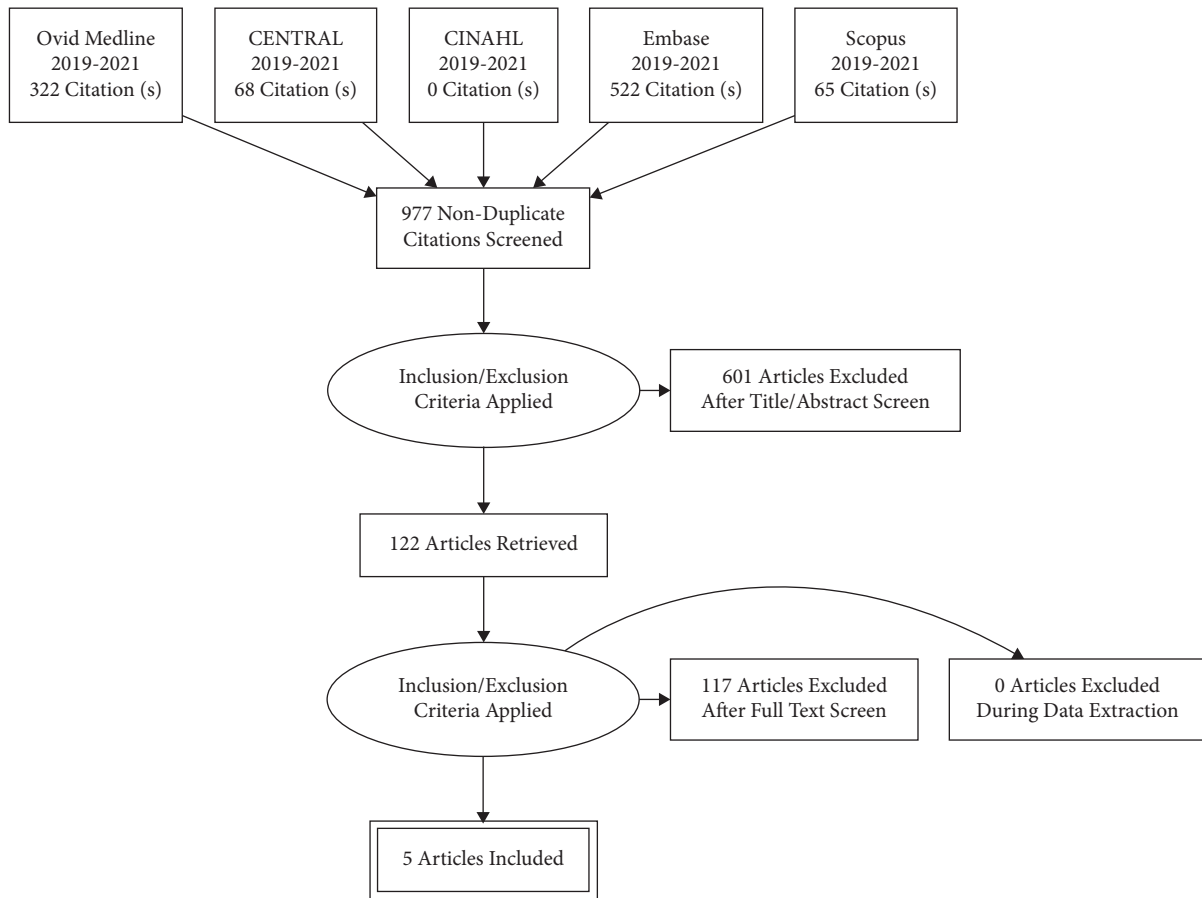 Ovid Medline
2019-2021
322 Citation (s)
CENTRAL
2019-2021
68 Citation (s)
CINAHL
2019-2021
0 Citation (s)
Embase
2019-2021
522 Citation (s)
Scopus
2019-2021
65 Citation (s)
977 Non-Duplicate
Citations Screened
Inclusion/Exclusion
Criteria Applied
601 Articles Excluded
After Title/Abstract Screen
122 Articles Retrieved
Inclusion/Exclusion
Criteria Applied
117 Articles Excluded
After Full Text Screen
0 Articles Excluded
During Data Extraction
5 Articles Included